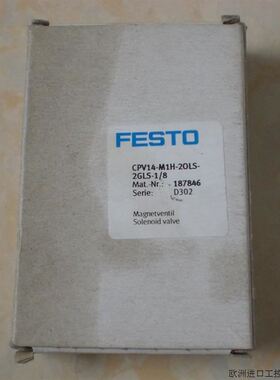 FESTO
CPV14-M1H-2OLS-
2GLS-1/8
Mat.-Nr.: 187846
Serie: D302
Magnetventil
Solenoid valve
欧洲进口工控